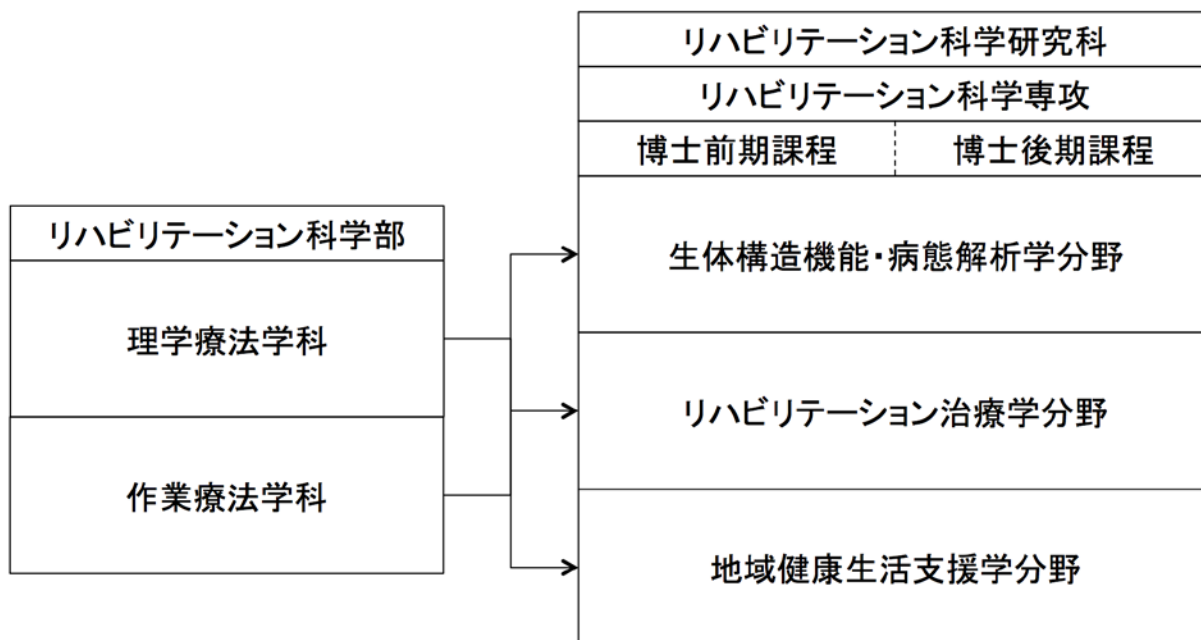 リハビリテーション科学部
理学療法学科
作業療法学科
リハビリテーション科学研究科
リハビリテーション科学専攻
博士前期課程
博士後期課程
生体構造機能・病態解析学分野
リハビリテーション治療学分野
地域健康生活支援学分野